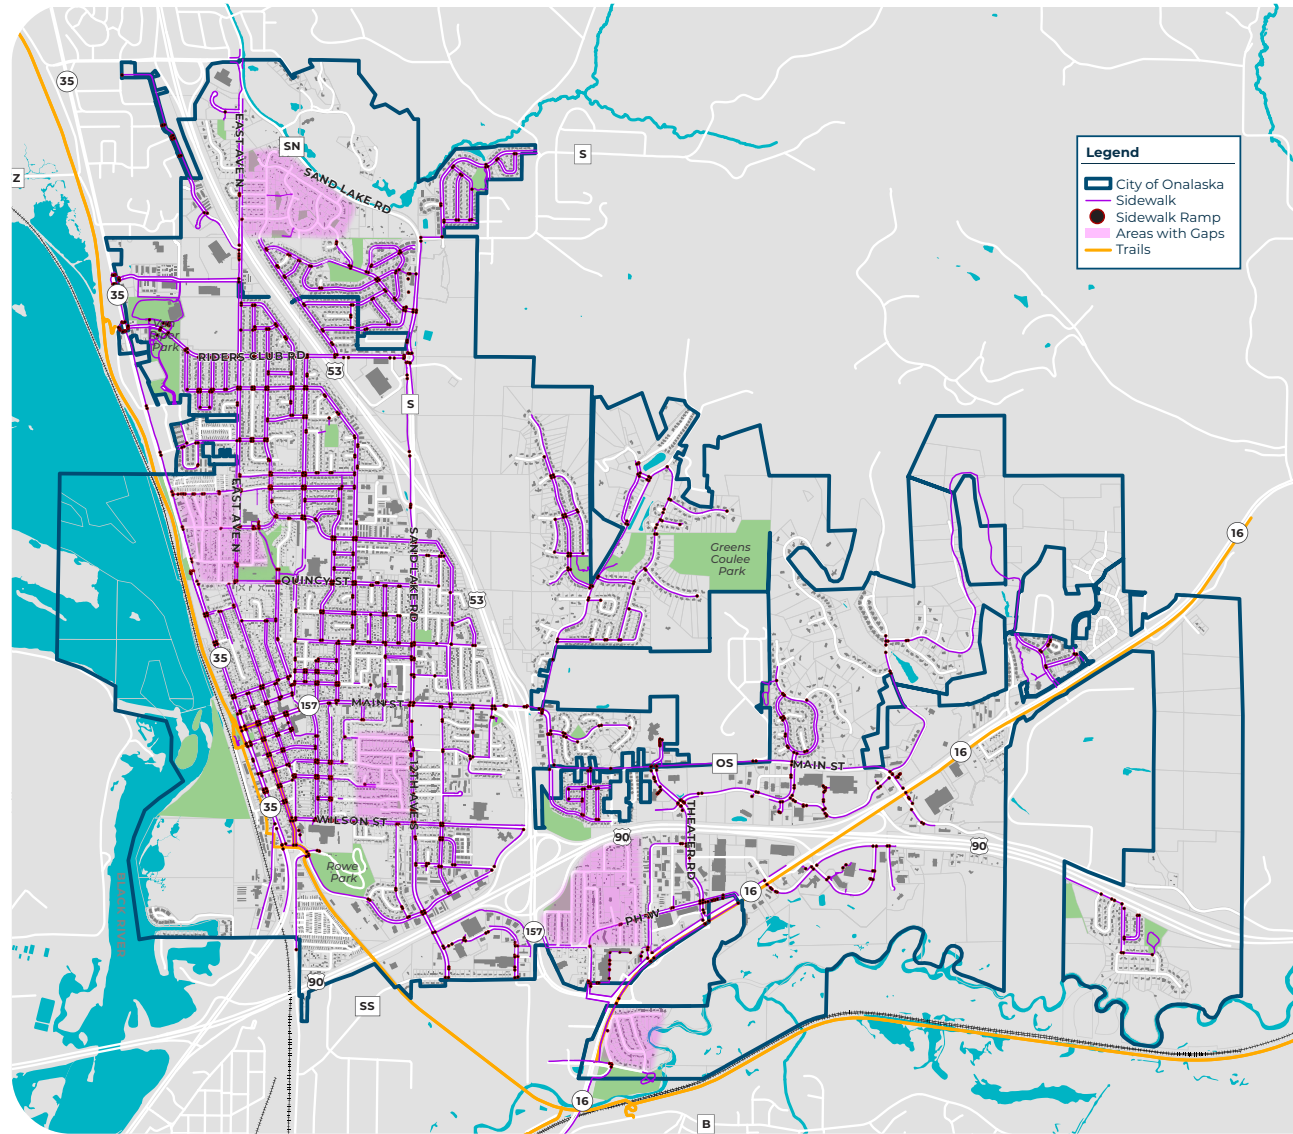 35
EAST AVE N
SN
S
SAND LAKE RD
Z
Legend
City of Onalaska
Sidewalk
Sidewalk Ramp
Areas with Gaps
Trails
35
Park
RIDERS CLUB RD
53
S
EAST AVE N
SAND LAKE RD
16
Greens
Coulee
Park
QUINCY ST
53
35
157
MAIN ST
12TH AVE S
OS
MAIN ST
16
35
WILSON ST
90
THEATER RD
90
Rowe
Park
BLACK RIVER
16
PH W
157
90
SS
16
B